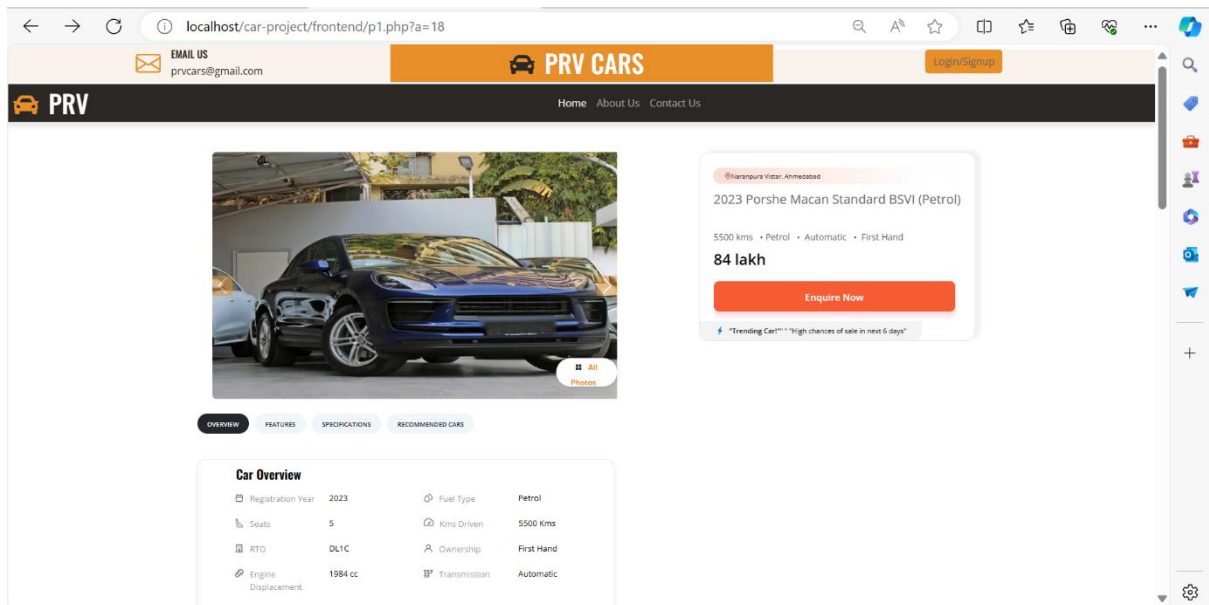 localhost/car-project/frontend/p1.php?a=18
EMAIL US
prvcars@gmail.com
PRV CARS
Login/Signup
PRV
Home About Us Contact Us
Naranpura Vistar, Ahmedabad
2023 Porshe Macan Standard BSVI (Petrol)
5500 kms • Petrol • Automatic • First Hand
84 lakh
Enquire Now
"Trending Car!"" "High chances of sale in next 6 days"
All
Photos
OVERVIEW FEATURES SPECIFICATIONS RECOMMENDED CARS
Car Overview
Registration Year 2023 Fuel Type Petrol
Seats 5 Kms Driven 5500 Kms
RTO DL1C Ownership First Hand
Engine 1984 cc Transmission Automatic
Displacement